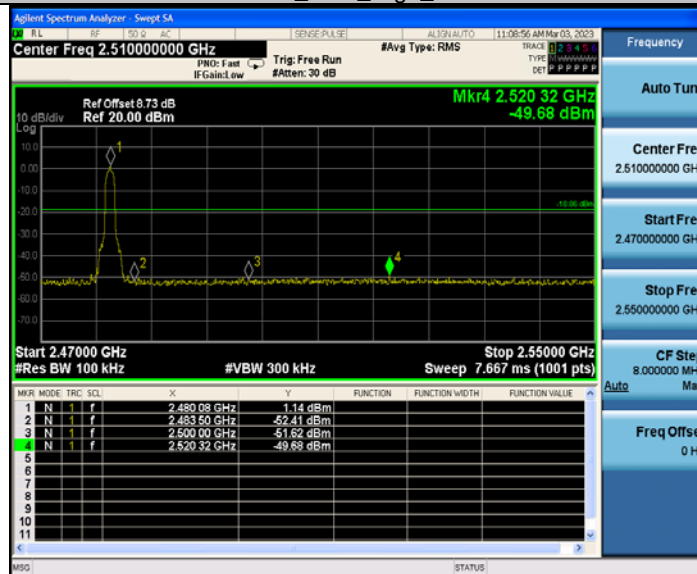 Agilent Spectrum Analyzer - Swept SA
RL RF 50 Ω AC SENSE:PULSE ALIGN AUTO 11:08:56 AM Mar 03, 2023
Center Freq 2.510000000 GHz #Avg Type: RMS TRACE 1 2 3 4 5 6
PNO: Fast Trig: Free Run TYPE M
IFGain:Low #Atten: 30 dB DET P P P P P P
Mkr4 2.520 32 GHz
-49.68 dBm
Ref Offset 8.73 dB
10 dB/div Ref 20.00 dBm
Log
10.0
0.00
-10.0
-20.0
-30.0
-40.0
-50.0
-60.0
-70.0
1
2
3
4
Start 2.47000 GHz Stop 2.55000 GHz
#Res BW 100 kHz #VBW 300 kHz Sweep 7.667 ms (1001 pts)
MKR MODE TRC SCL X Y FUNCTION FUNCTION WIDTH FUNCTION VALUE
1 N 1 f 2.480 08 GHz 1.14 dBm
2 N 1 f 2.483 50 GHz -52.41 dBm
3 N 1 f 2.500 00 GHz -51.62 dBm
4 N 1 f 2.520 32 GHz -49.68 dBm
5
6
7
8
9
10
11
MSG STATUS
Frequency
Auto Tun
Center Fre
2.510000000 GH
Start Fre
2.470000000 GH
Stop Fre
2.550000000 GH
CF Ste
8.000000 MH
Auto Ma
Freq Offse
0 H